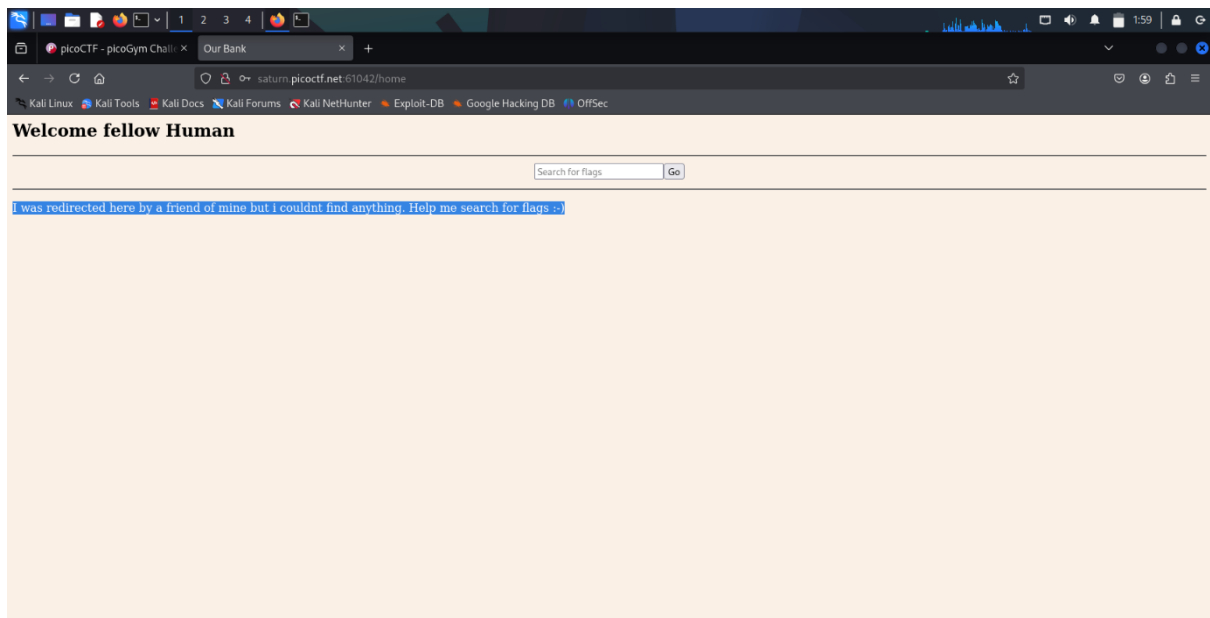 1 2 3 4 1:59
picoCTF - picoGym Challe × Our Bank × +
saturn.picoctf.net:61042/home
Kali Linux Kali Tools Kali Docs Kali Forums Kali NetHunter Exploit-DB Google Hacking DB OffSec
Welcome fellow Human
Search for flags Go
I was redirected here by a friend of mine but i couldnt find anything. Help me search for flags :-)